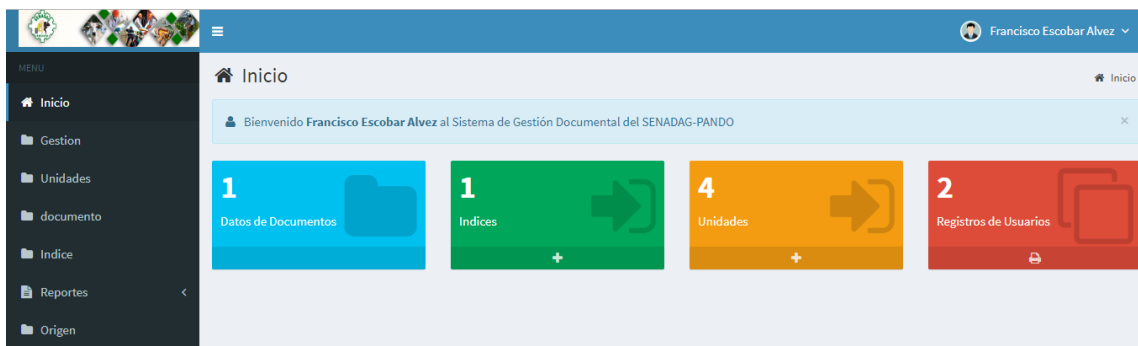 Francisco Escobar Alvez
MENU
Inicio
Gestion
Unidades
documento
Indice
Reportes
Origen
Inicio
Inicio
Bienvenido Francisco Escobar Alvez al Sistema de Gestión Documental del SENADAG-PANDO
×
1
Datos de Documentos
1
Indices
4
Unidades
2
Registros de Usuarios